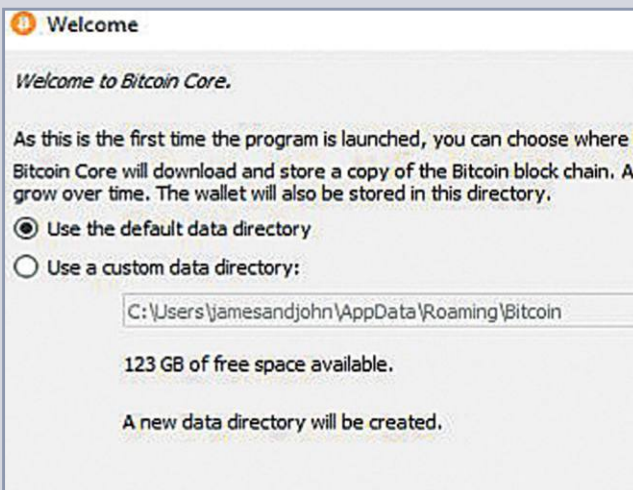 Welcome
Welcome to Bitcoin Core.
As this is the first time the program is launched, you can choose where
Bitcoin Core will download and store a copy of the Bitcoin block chain. A
grow over time. The wallet will also be stored in this directory.
Use the default data directory
Use a custom data directory:
C:\Users\jamesandjohn\AppData\Roaming\Bitcoin
123 GB of free space available.
A new data directory will be created.